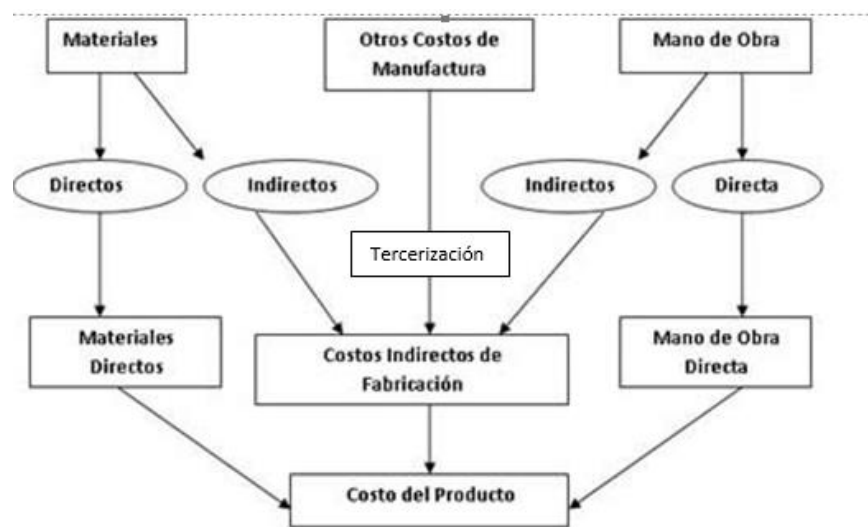 Materiales
Otros Costos de
Manufactura
Mano de Obra
Directos
Indirectos
Indirectos
Directa
Tercerización
Materiales
Directos
Costos Indirectos de
Fabricación
Mano de Obra
Directa
Costo del Producto